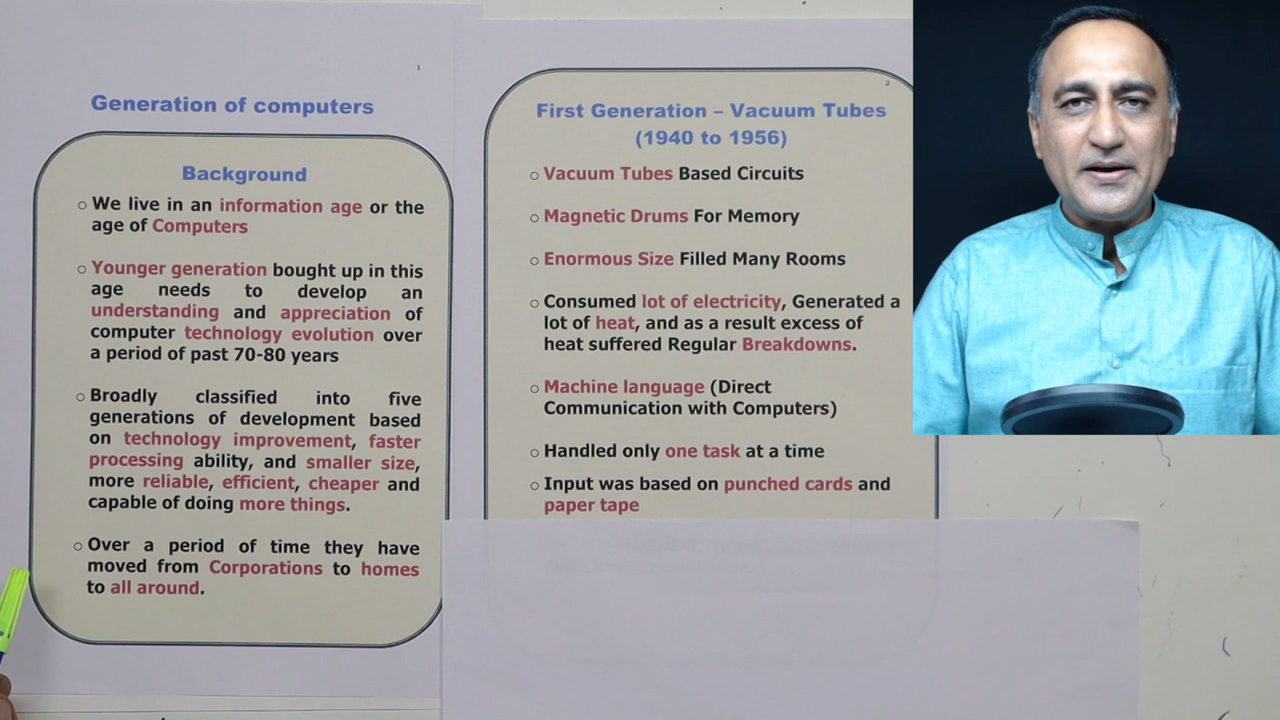 1
Generation of computers
Background
○ We live in an information age or the
age of Computers
○ Younger generation bought up in this
age needs to develop an
understanding and appreciation of
computer technology evolution over
a period of past 70-80 years
○ Broadly classified into five
generations of development based
on technology improvement, faster
processing ability, and smaller size,
more reliable, efficient, cheaper and
capable of doing more things.
○ Over a period of time they have
moved from Corporations to homes
to all around.
2
First Generation – Vacuum Tubes
(1940 to 1956)
○ Vacuum Tubes Based Circuits
○ Magnetic Drums For Memory
○ Enormous Size Filled Many Rooms
○ Consumed lot of electricity, Generated a
lot of heat, and as a result excess of
heat suffered Regular Breakdowns.
○ Machine language (Direct
Communication with Computers)
○ Handled only one task at a time
○ Input was based on punched cards and
paper tape